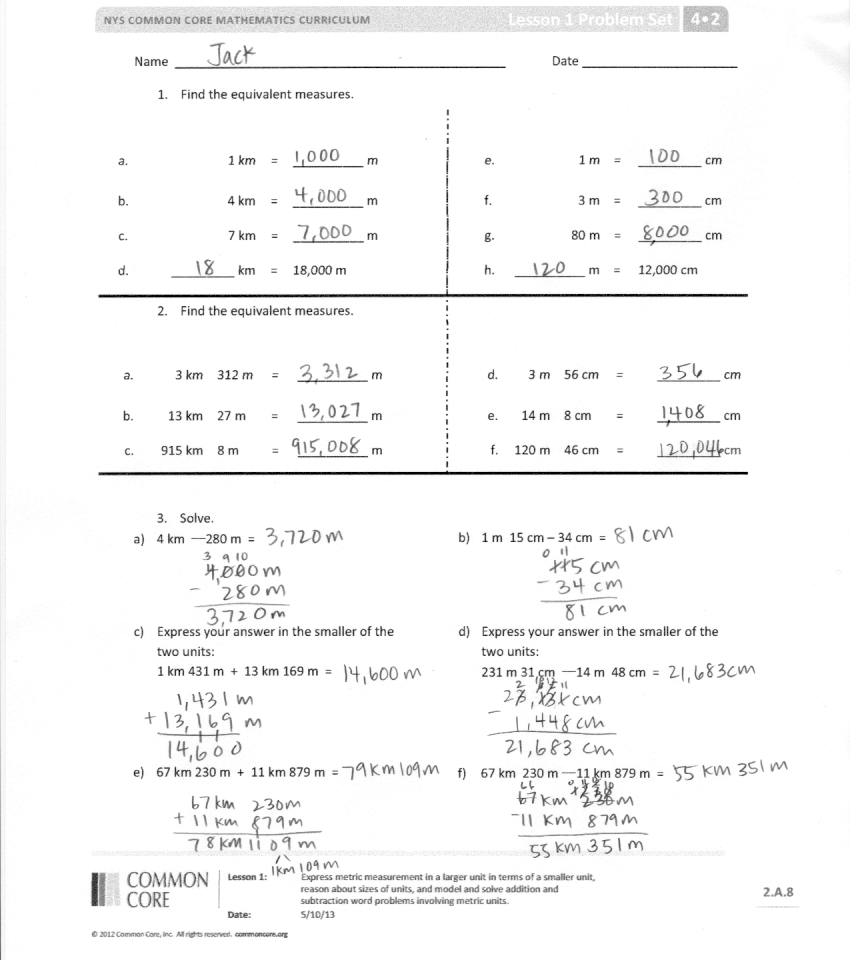 NYS COMMON CORE MATHEMATICS CURRICULUM Lesson 1 Problem Set 4•2
Name Jack Date
1. Find the equivalent measures.
a. 1 km = 1,000 m e. 1 m = 100 cm
b. 4 km = 4,000 m f. 3 m = 300 cm
c. 7 km = 7,000 m g. 80 m = 8,000 cm
d. 18 km = 18,000 m h. 120 m = 12,000 cm
2. Find the equivalent measures.
a. 3 km 312 m = 3,312 m d. 3 m 56 cm = 356 cm
b. 13 km 27 m = 13,027 m e. 14 m 8 cm = 1,408 cm
c. 915 km 8 m = 915,008 m f. 120 m 46 cm = 120,046 cm
3. Solve.
a) 4 km —280 m = 3,720 m b) 1 m 15 cm – 34 cm = 81 cm
3 9 10 0 11
4,000 m 115 cm
- 280 m - 34 cm
3,720 m 81 cm
c) Express your answer in the smaller of the d) Express your answer in the smaller of the
two units: two units:
1 km 431 m + 13 km 169 m = 14,600 m 231 m 31 cm —14 m 48 cm = 21,683 cm
1,431 m 23,131 cm
+ 13,169 m - 1,448 cm
14,600 21,683 cm
e) 67 km 230 m + 11 km 879 m = 79 km 109 m f) 67 km 230 m —11 km 879 m = 55 km 351 m
67 km 230 m 67 km 230 m
+ 11 km 879 m - 11 km 879 m
78 km 1109 m 55 km 351 m
1 km 109 m
COMMON CORE
Lesson 1: Express metric measurement in a larger unit in terms of a smaller unit,
reason about sizes of units, and model and solve addition and
subtraction word problems involving metric units.
Date: 5/10/13
2.A.8
© 2012 Common Core, Inc. All rights reserved. commoncore.org